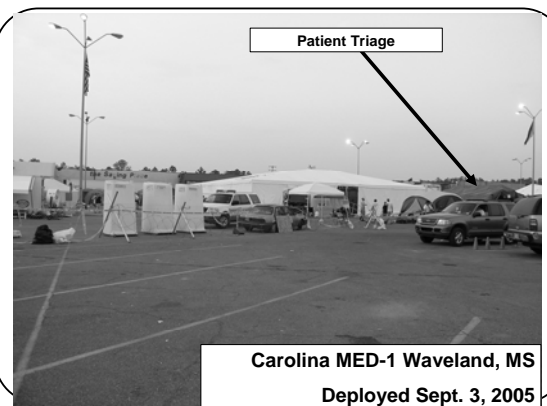 Patient Triage
Carolina MED-1 Waveland, MS
Deployed Sept. 3, 2005